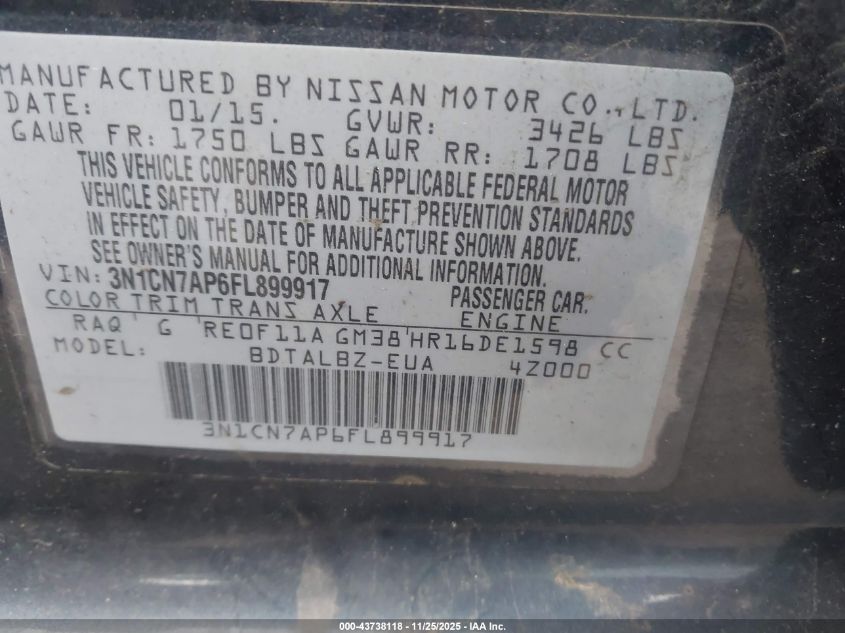 MANUFACTURED BY NISSAN MOTOR CO., LTD.
DATE: 01/15. GVWR: 3426 LBS
GAWR FR: 1750 LBS GAWR RR: 1708 LBS
THIS VEHICLE CONFORMS TO ALL APPLICABLE FEDERAL MOTOR
VEHICLE SAFETY, BUMPER AND THEFT PREVENTION STANDARDS
IN EFFECT ON THE DATE OF MANUFACTURE SHOWN ABOVE.
SEE OWNER'S MANUAL FOR ADDITIONAL INFORMATION.
VIN: 3N1CN7AP6FL899917 PASSENGER CAR.
COLOR TRIM TRANS AXLE ENGINE
RAQ G RE0F11A GM38 HR16DE1598 CC
MODEL: BDTALBZ-EUA 4Z000
3N1CN7AP6FL899917
000-43738118 - 11/25/2025 - IAA Inc.